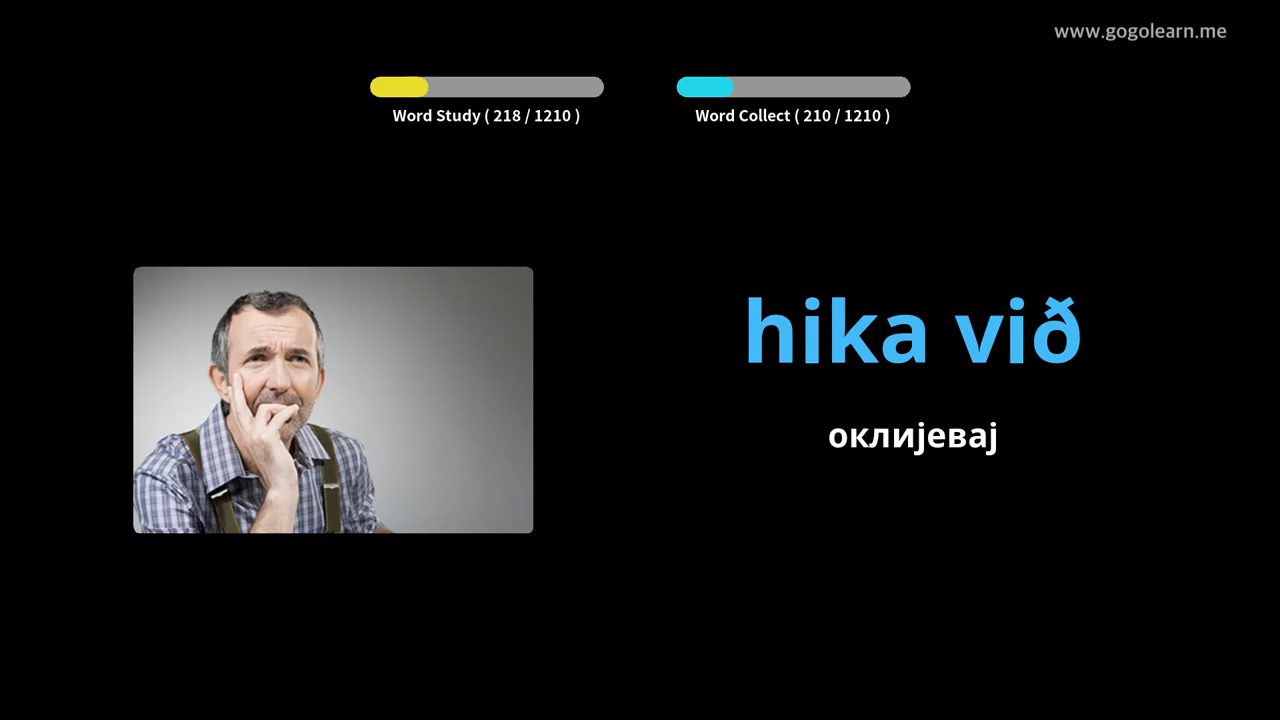 www.gogolearn.me
Word Study ( 218 / 1210 )
Word Collect ( 210 / 1210 )
hika við
оклијевај